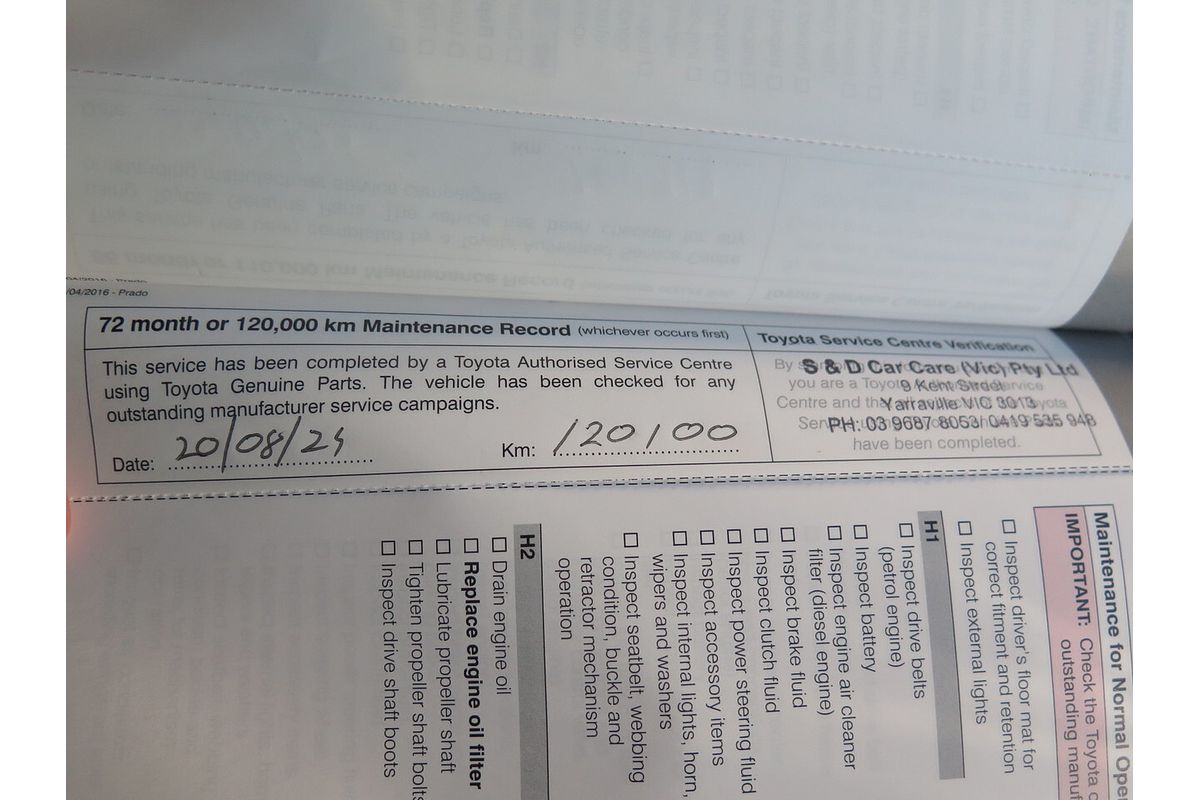 /04/2016 - Prado
72 month or 120,000 km Maintenance Record (whichever occurs first)
This service has been completed by a Toyota Authorised Service Centre
using Toyota Genuine Parts. The vehicle has been checked for any
outstanding manufacturer service campaigns.
Date: 20/08/24
Km: 120100
Toyota Service Centre Verification
By
you are a Toyota
Centre and
have been completed.
S & D Car Care (Vic) Pty Ltd
9 Kent Street
Yarraville VIC 3013
PH: 03 9687 8053/ 0419 535 948
Maintenance for Normal Oper
IMPORTANT: Check the Toyota
outstanding manuf
☐ Inspect driver's floor mat for
correct fitment and retention
☐ Inspect external lights
H1
☐ Inspect drive belts
(petrol engine)
☐ Inspect battery
☐ Inspect engine air cleaner
filter (diesel engine)
☐ Inspect brake fluid
☐ Inspect clutch fluid
☐ Inspect power steering fluid
☐ Inspect accessory items
☐ Inspect internal lights, horn,
wipers and washers
☐ Inspect seatbelt, webbing
condition, buckle and
retractor mechanism
operation
H2
☐ Drain engine oil
☐ Replace engine oil filter
☐ Lubricate propeller shaft
☐ Tighten propeller shaft bolts
☐ Inspect drive shaft boots